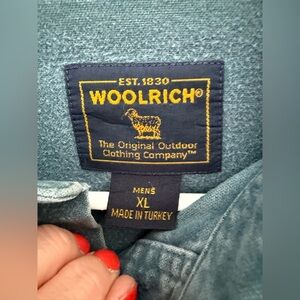 EST. 1830
WOOLRICH®
The Original Outdoor
Clothing Company™
MENS
XL
MADE IN TURKEY